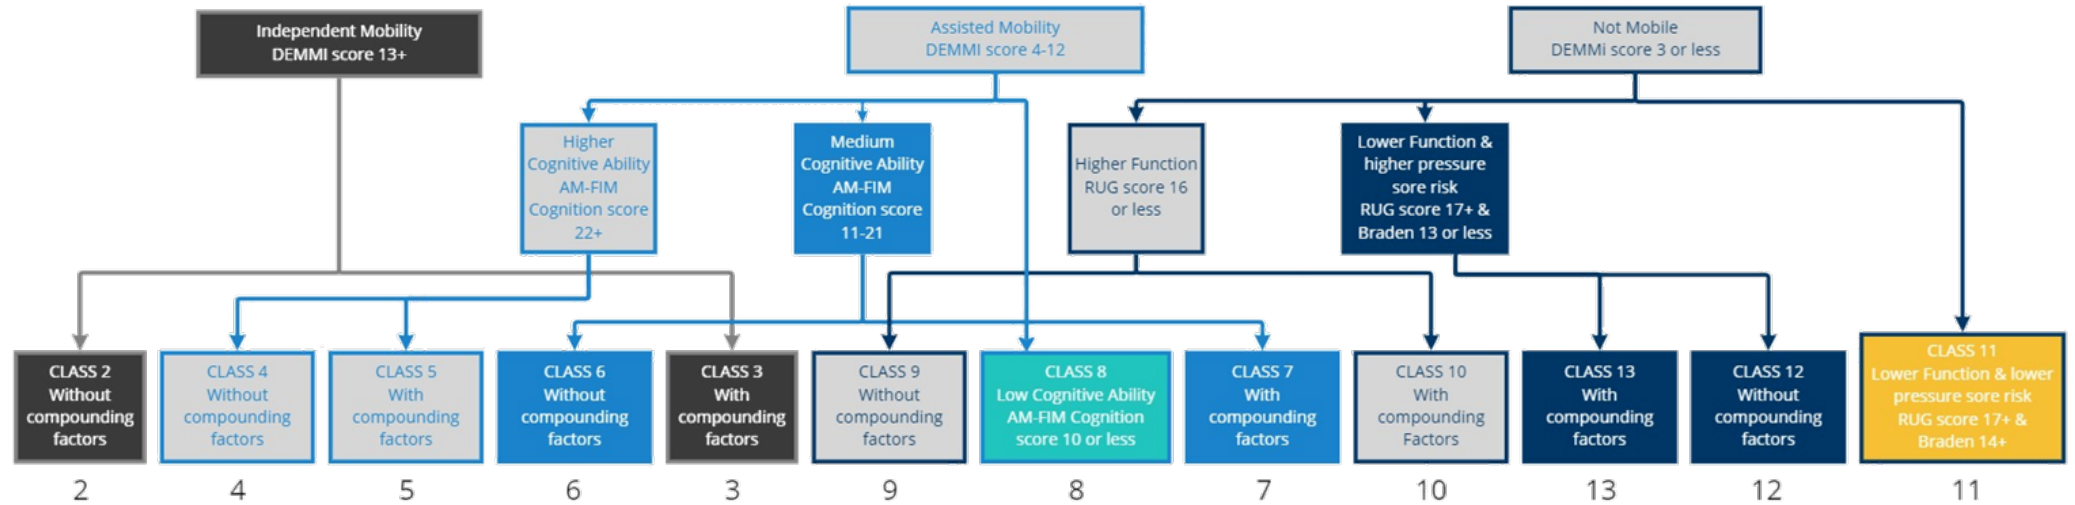 Independent Mobility
DEMMI score 13+
Assisted Mobility
DEMMI score 4-12
Not Mobile
DEMMi score 3 or less
Higher
Cognitive Ability
AM-FIM
Cognition score
22+
Medium
Cognitive Ability
AM-FIM
Cognition score
11-21
Higher Function
RUG score 16
or less
Lower Function &
higher pressure
sore risk
RUG score 17+ &
Braden 13 or less
CLASS 2
Without
compounding
factors
CLASS 4
Without
compounding
factors
CLASS 5
With
compounding
factors
CLASS 6
Without
compounding
factors
CLASS 3
With
compounding
factors
CLASS 9
Without
compounding
factors
CLASS 8
Low Cognitive Ability
AM-FIM Cognition
score 10 or less
CLASS 7
With
compounding
factors
CLASS 10
With
compounding
Factors
CLASS 13
With
compounding
factors
CLASS 12
Without
compounding
factors
CLASS 11
Lower Function & lower
pressure sore risk
RUG score 17+ &
Braden 14+
2
4
5
6
3
9
8
7
10
13
12
11